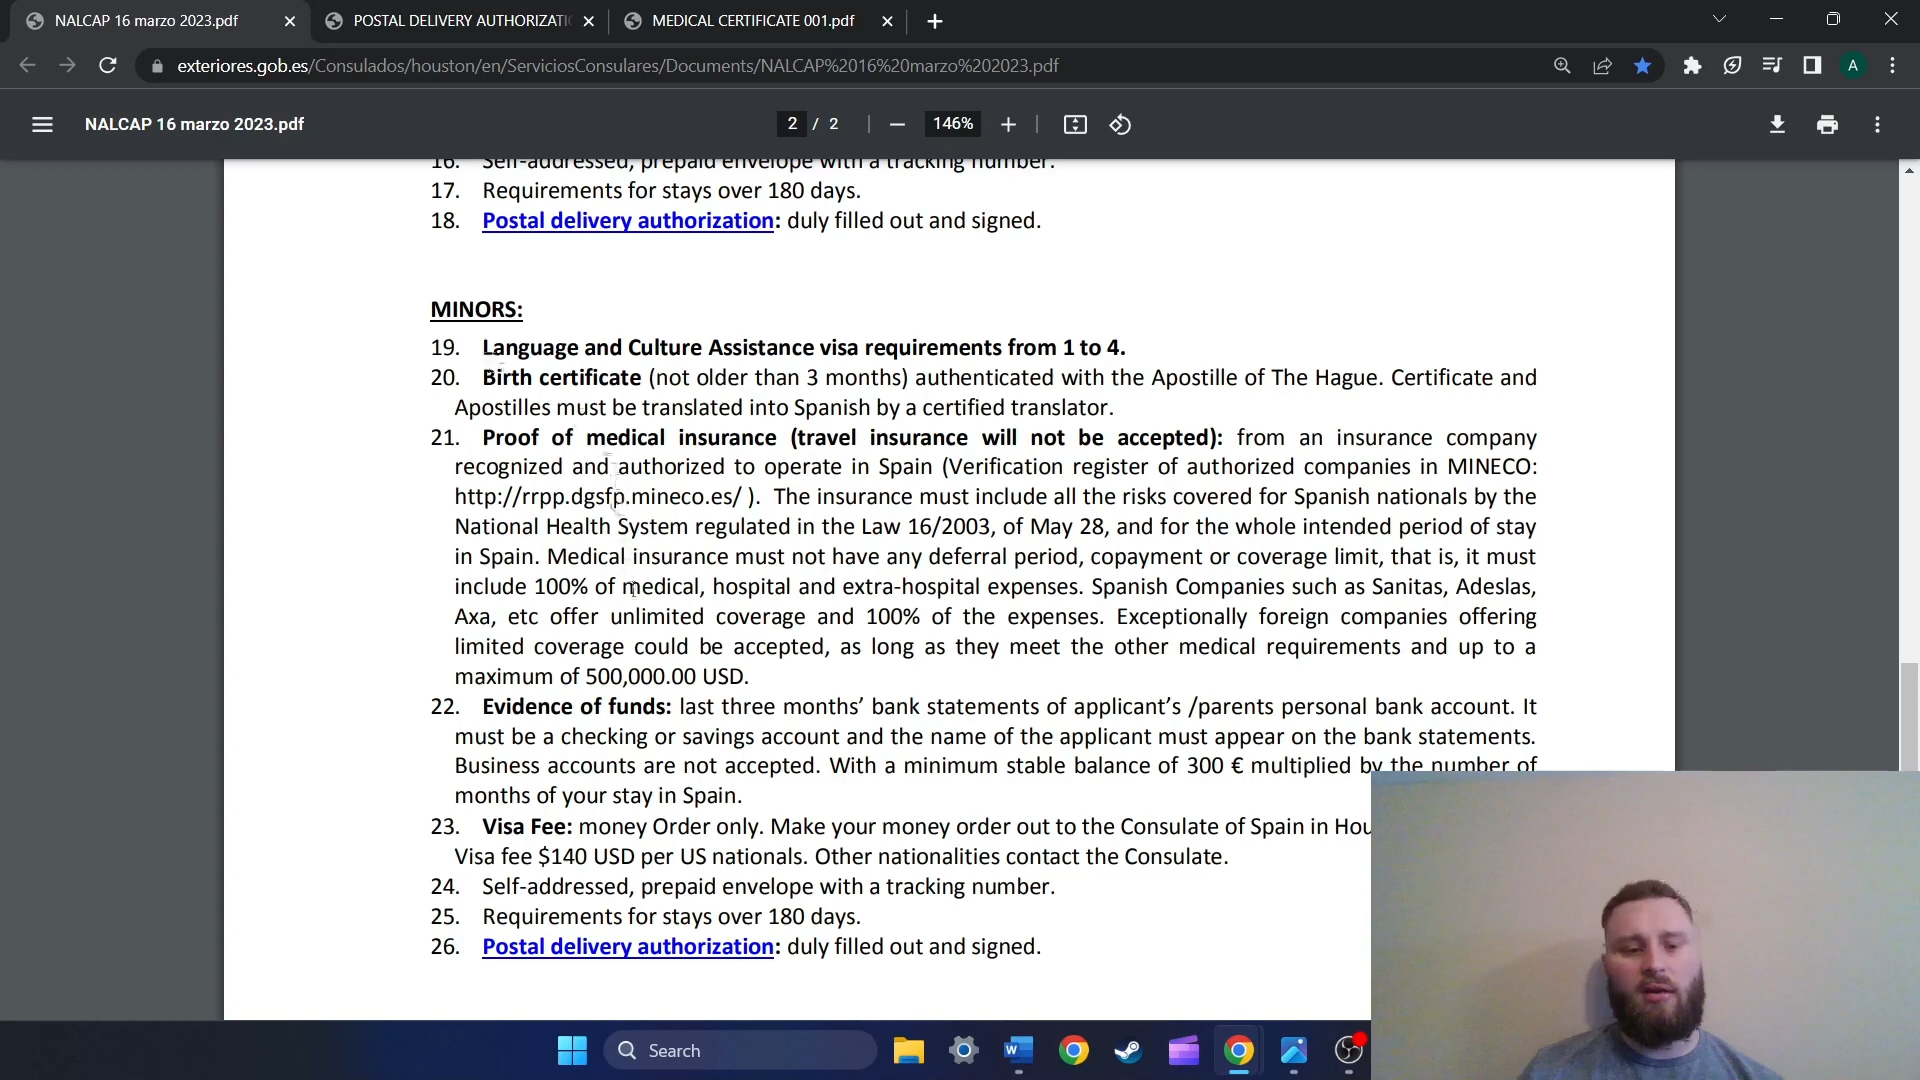 NALCAP 16 marzo 2023.pdf
POSTAL DELIVERY AUTHORIZATI
MEDICAL CERTIFICATE 001.pdf
exteriores.gob.es/Consulados/houston/en/ServiciosConsulares/Documents/NALCAP%2016%20marzo%202023.pdf
A
NALCAP 16 marzo 2023.pdf
2 / 2
146%
16. Self-addressed, prepaid envelope with a tracking number.
17. Requirements for stays over 180 days.
18. Postal delivery authorization: duly filled out and signed.
MINORS:
19. Language and Culture Assistance visa requirements from 1 to 4.
20. Birth certificate (not older than 3 months) authenticated with the Apostille of The Hague. Certificate and
Apostilles must be translated into Spanish by a certified translator.
21. Proof of medical insurance (travel insurance will not be accepted): from an insurance company
recognized and authorized to operate in Spain (Verification register of authorized companies in MINECO:
http://rrpp.dgsfp.mineco.es/ ). The insurance must include all the risks covered for Spanish nationals by the
National Health System regulated in the Law 16/2003, of May 28, and for the whole intended period of stay
in Spain. Medical insurance must not have any deferral period, copayment or coverage limit, that is, it must
include 100% of medical, hospital and extra-hospital expenses. Spanish Companies such as Sanitas, Adeslas,
Axa, etc offer unlimited coverage and 100% of the expenses. Exceptionally foreign companies offering
limited coverage could be accepted, as long as they meet the other medical requirements and up to a
maximum of 500,000.00 USD.
22. Evidence of funds: last three months’ bank statements of applicant’s /parents personal bank account. It
must be a checking or savings account and the name of the applicant must appear on the bank statements.
Business accounts are not accepted. With a minimum stable balance of 300 € multiplied by the number of
months of your stay in Spain.
23. Visa Fee: money Order only. Make your money order out to the Consulate of Spain in Hou
Visa fee $140 USD per US nationals. Other nationalities contact the Consulate.
24. Self-addressed, prepaid envelope with a tracking number.
25. Requirements for stays over 180 days.
26. Postal delivery authorization: duly filled out and signed.
Search